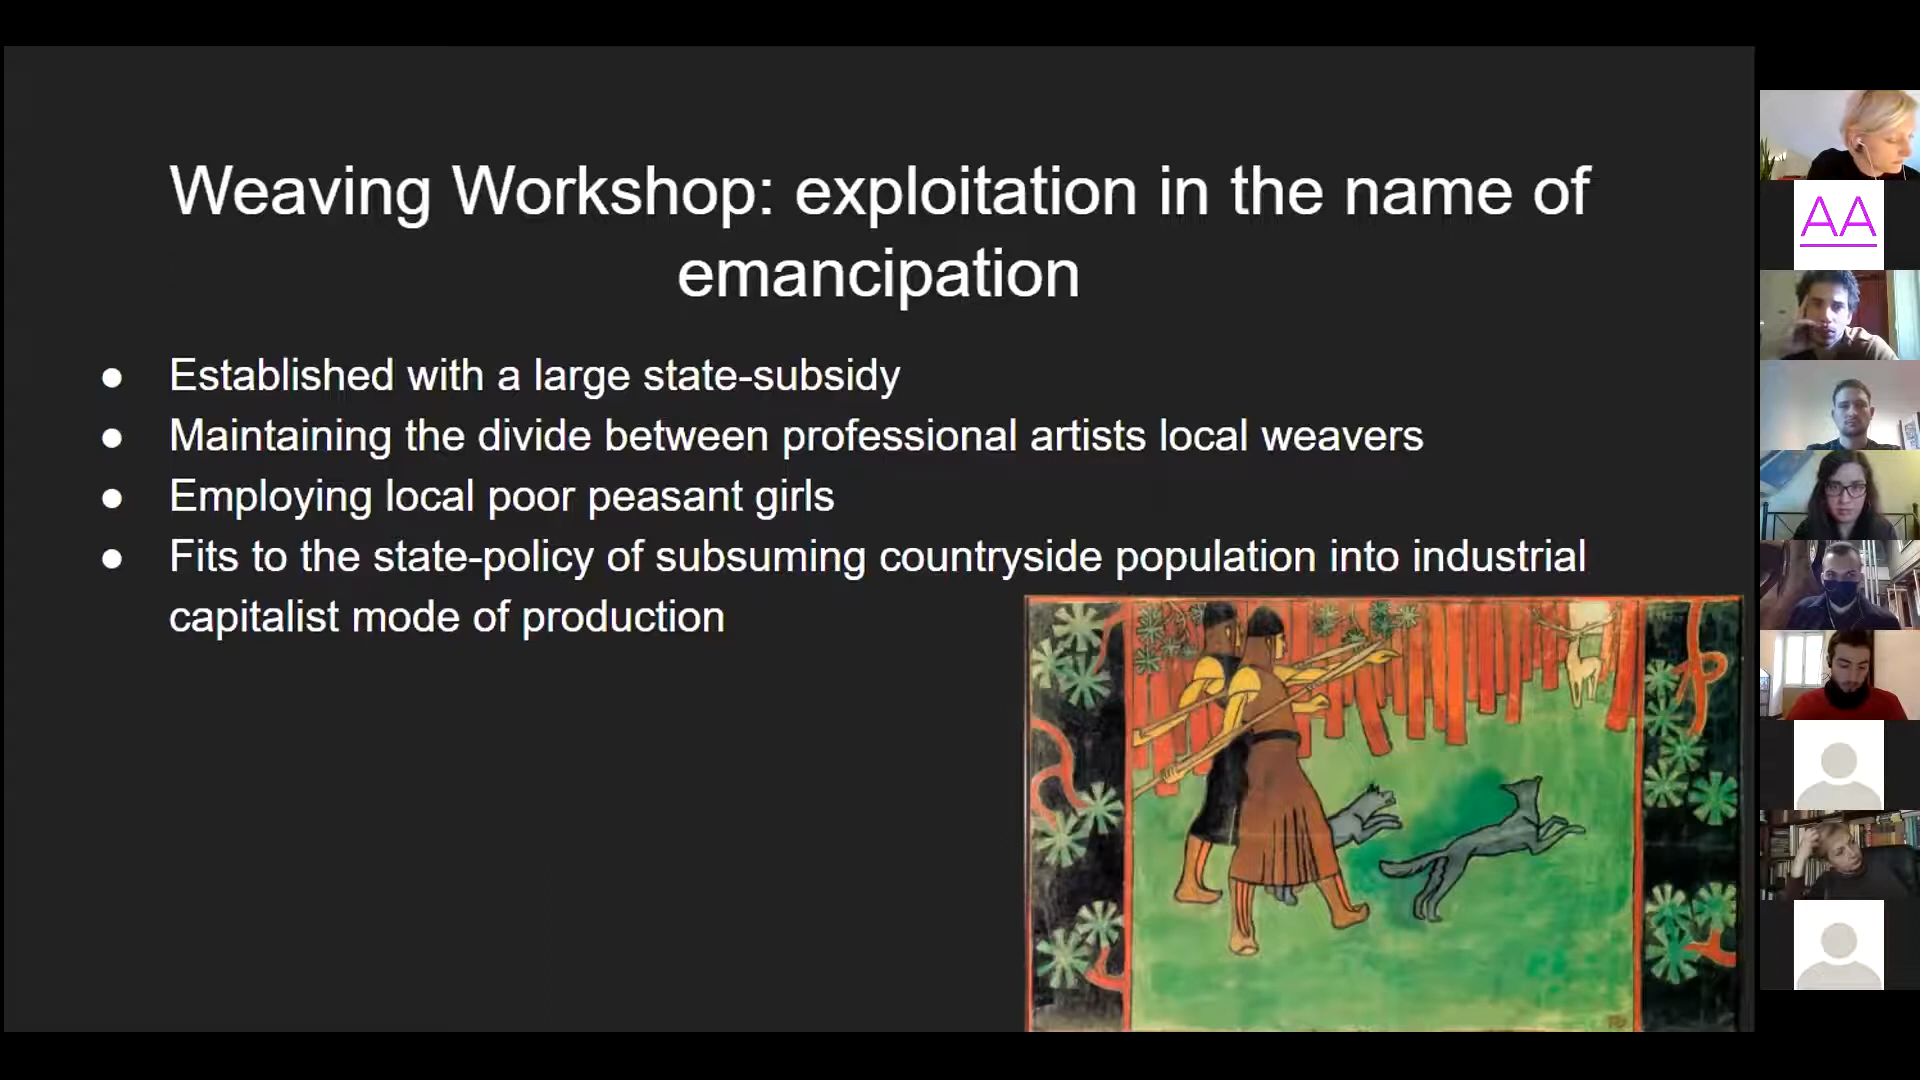 Weaving Workshop: exploitation in the name of
emancipation
● Established with a large state-subsidy
● Maintaining the divide between professional artists local weavers
● Employing local poor peasant girls
● Fits to the state-policy of subsuming countryside population into industrial
capitalist mode of production
AA